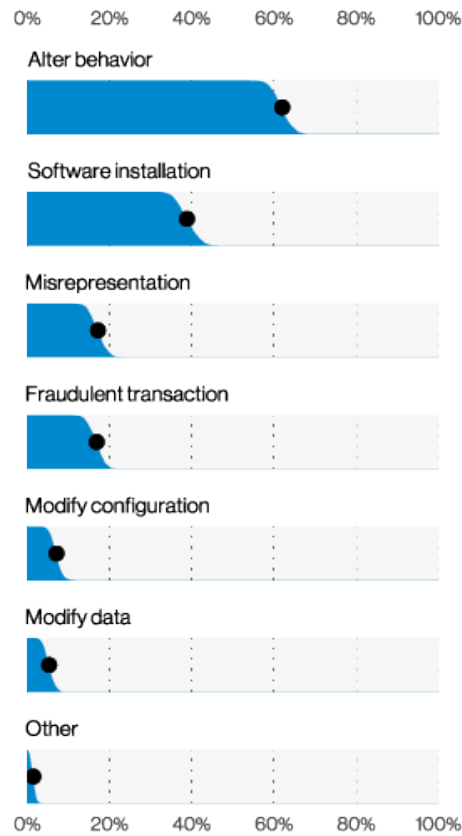 0% 20% 40% 60% 80% 100%
Alter behavior
Software installation
Misrepresentation
Fraudulent transaction
Modify configuration
Modify data
Other
0% 20% 40% 60% 80% 100%